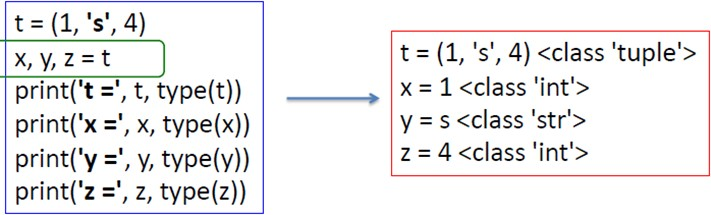 t = (1, 's', 4)
x, y, z = t
print('t =', t, type(t))
print('x =', x, type(x))
print('y =', y, type(y))
print('z =', z, type(z))
t = (1, 's', 4) <class 'tuple'>
x = 1 <class 'int'>
y = s <class 'str'>
z = 4 <class 'int'>